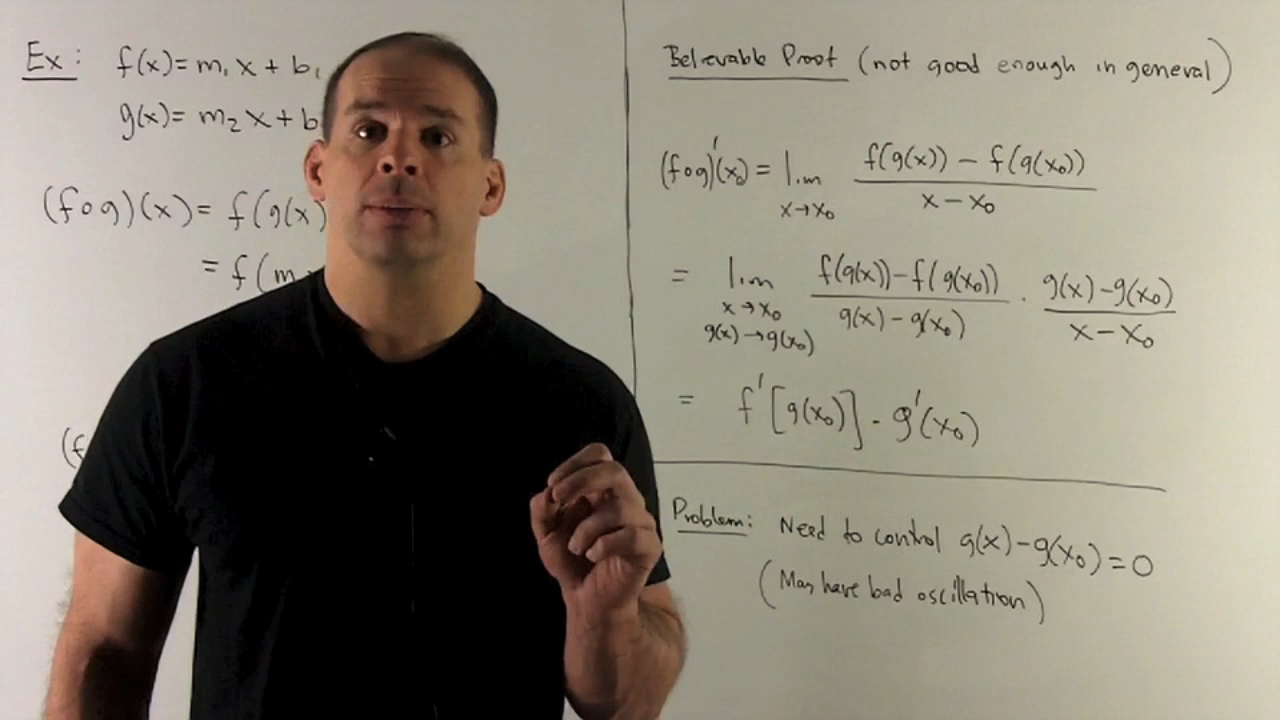 Ex: f(x)= m₁x + b₁
g(x)= m₂x + b
(f∘g)(x)= f(g(x)
= f(m
(f
Believable Proof (not good enough in general)
(f∘g)'(x₀) = lim x→x₀ f(g(x)) - f(g(x₀)) / x - x₀
= lim x→x₀ g(x)→g(x₀) f(g(x))-f(g(x₀)) / g(x) - g(x₀) · g(x)-g(x₀) / x - x₀
= f'[g(x₀)] · g'(x₀)
Problem: Need to control g(x)-g(x₀)=0
(May have bad oscillation)